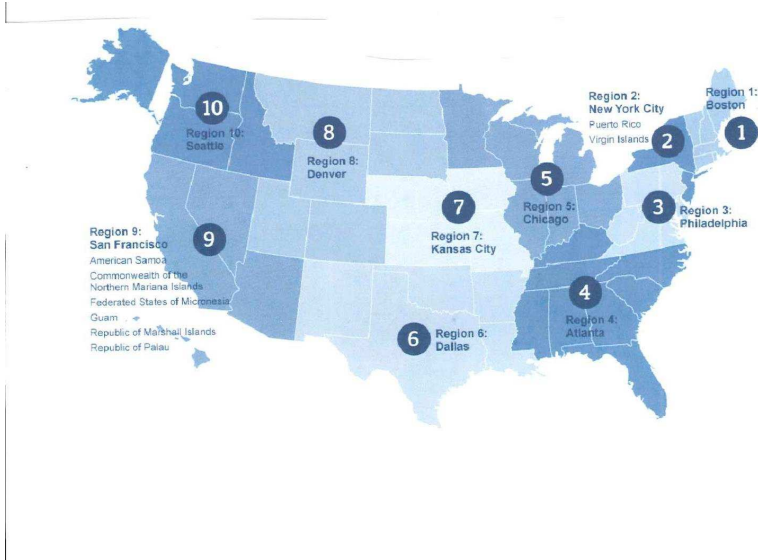 Region 1:
Boston
1
Region 2:
New York City
Puerto Rico
Virgin Islands
2
3
Region 3:
Philadelphia
4
Region 4:
Atlanta
5
Region 5:
Chicago
6
Region 6:
Dallas
7
Region 7:
Kansas City
8
Region 8:
Denver
Region 9:
San Francisco
9
American Samoa
Commonwealth of the
Northern Mariana Islands
Federated States of Micronesia
Guam
Republic of Marshall Islands
Republic of Palau
10
Region 10:
Seattle